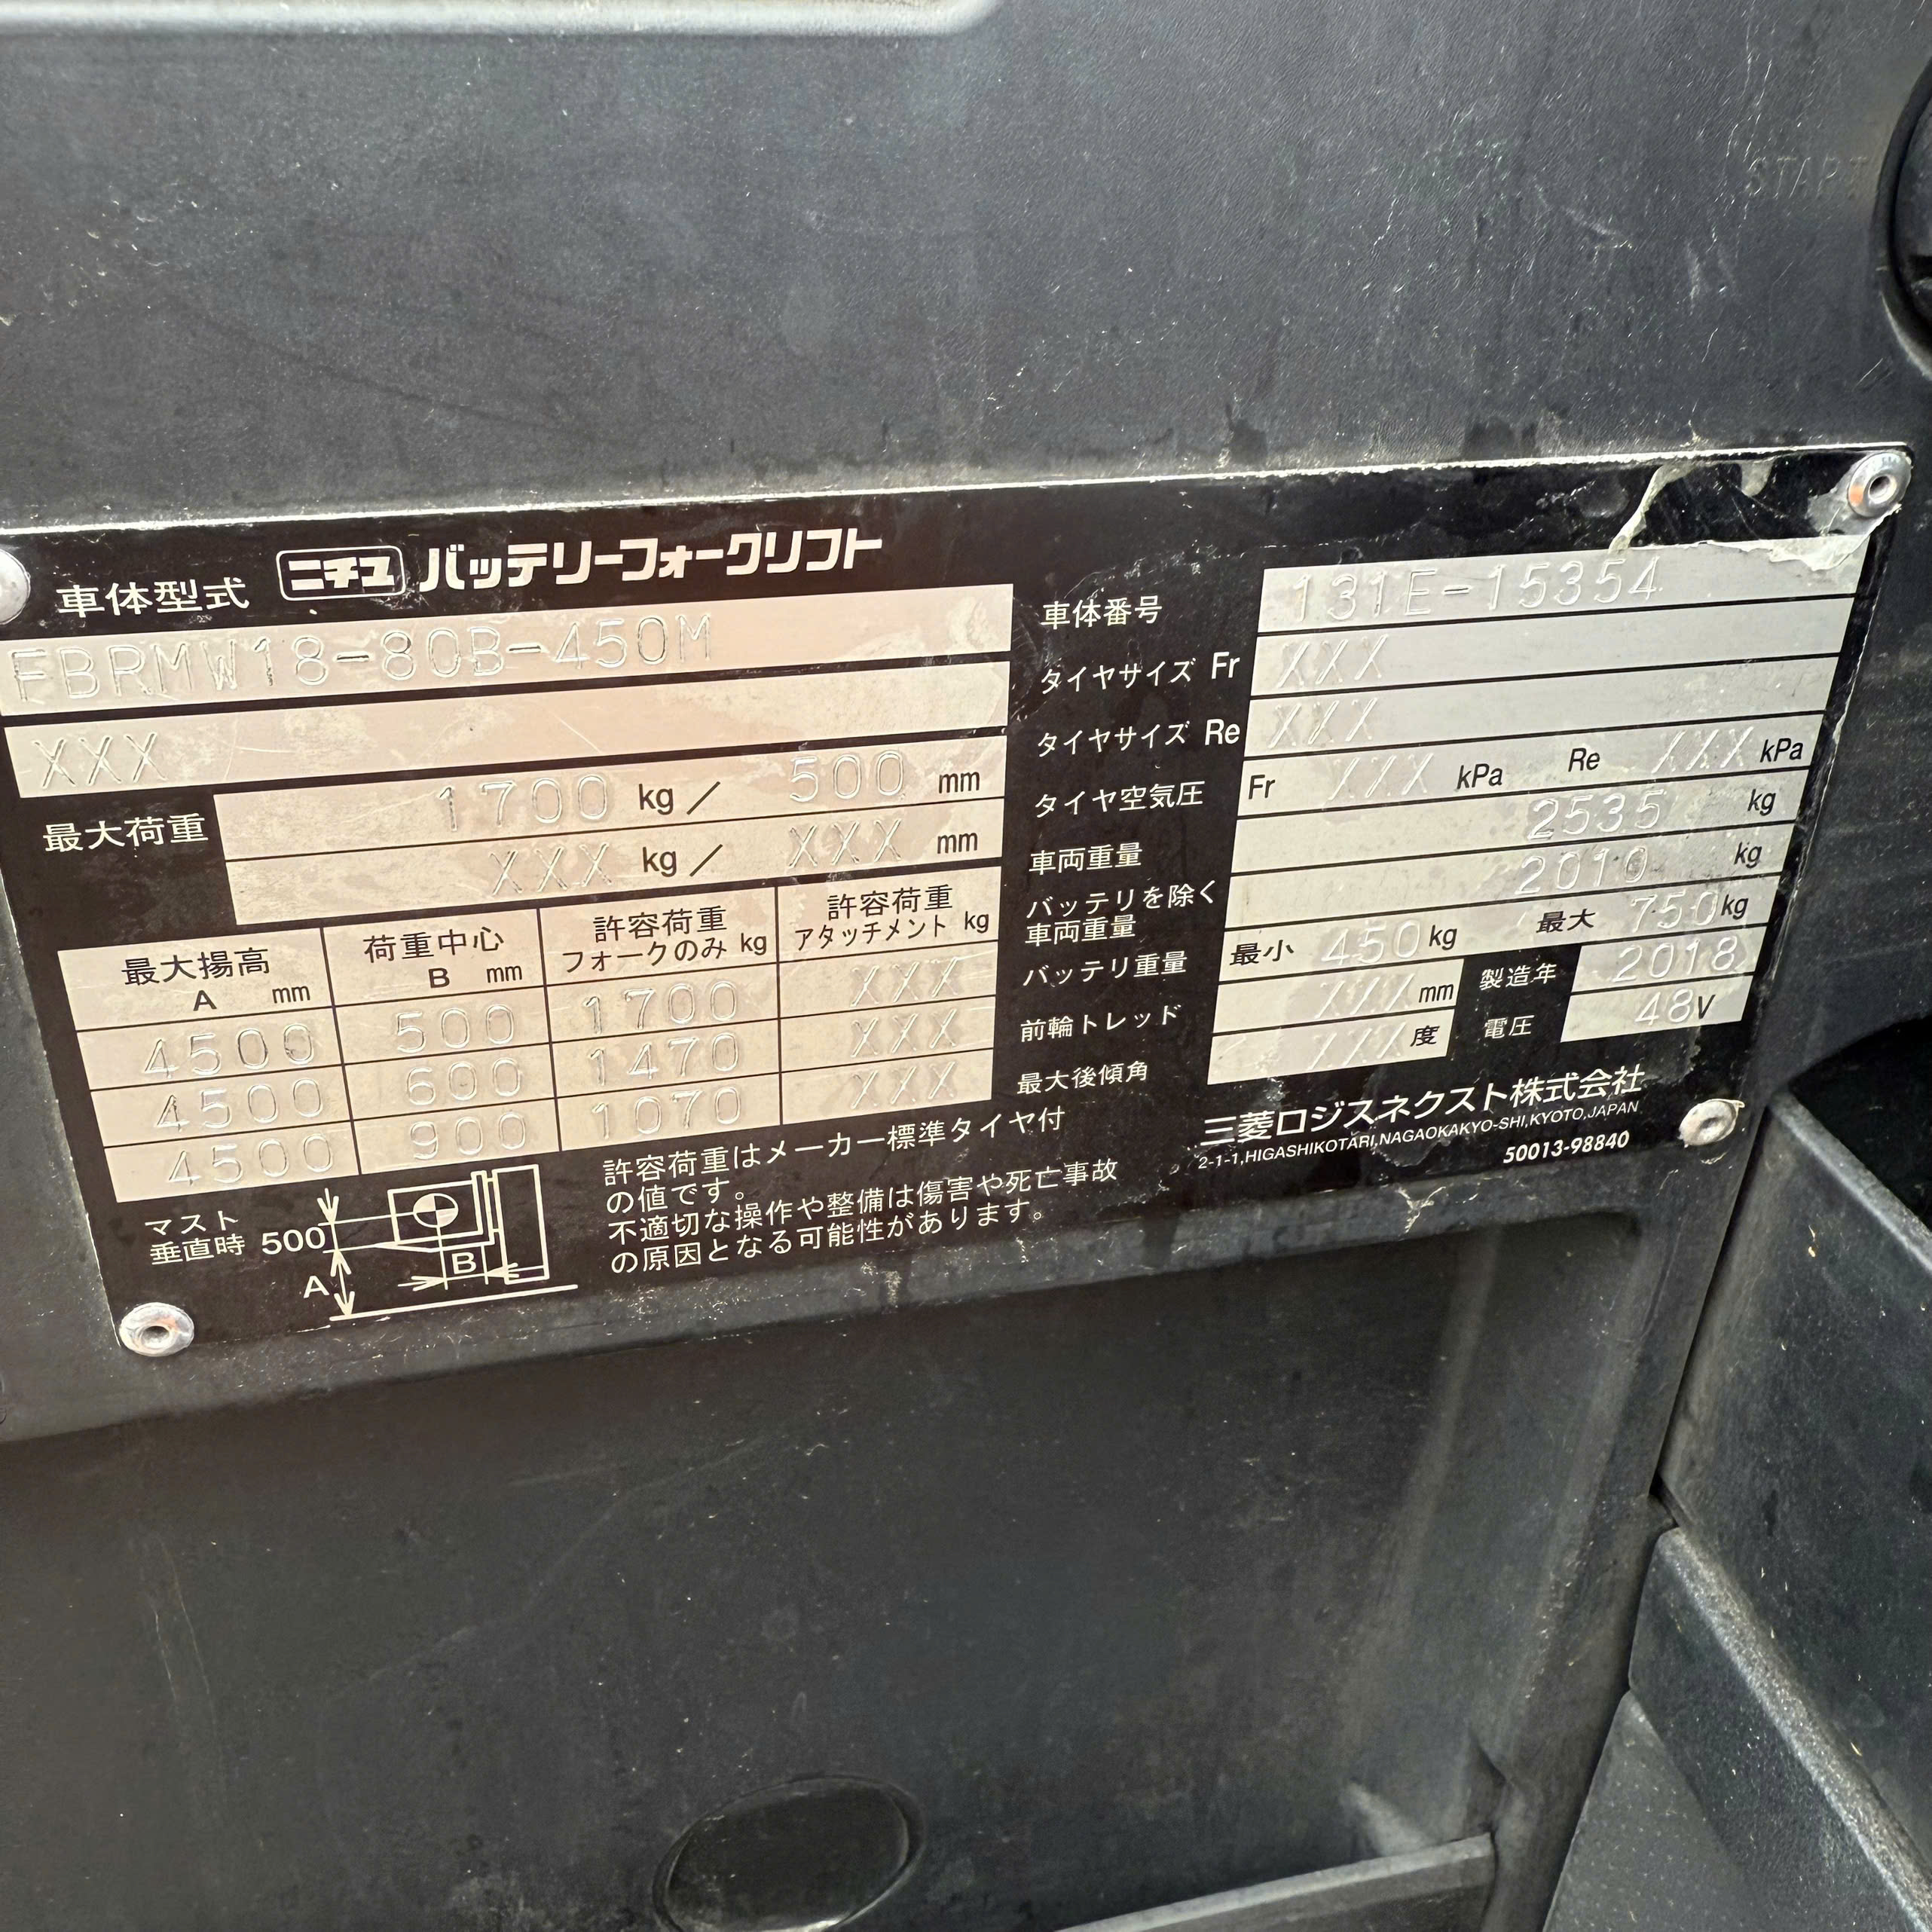 START
車体型式 ニチユ バッテリーフォークリフト
FBRMW18-80B-450M
XXX
最大荷重 1700 kg / 500 mm
XXX kg / XXX mm
最大揚高 A mm 荷重中心 B mm 許容荷重 フォークのみ kg 許容荷重 アタッチメント kg
4500 500 1700 XXX
4500 600 1470 XXX
4500 900 1070 XXX
マスト
垂直時 500
A
B
許容荷重はメーカー標準タイヤ付
の値です。
不適切な操作や整備は傷害や死亡事故
の原因となる可能性があります。
車体番号 131E-15354
タイヤサイズ Fr XXX
タイヤサイズ Re XXX
タイヤ空気圧 Fr XXX kPa Re XXX kPa
車両重量 2535 kg
バッテリを除く
車両重量 2010 kg
バッテリ重量 最小 450 kg 最大 750 kg
前輪トレッド XXX mm 製造年 2018
最大後傾角 XXX 度 電圧 48V
三菱ロジスネクスト株式会社
2-1-1,HIGASHIKOTARI,NAGAOKAKYO-SHI,KYOTO,JAPAN
50013-98840